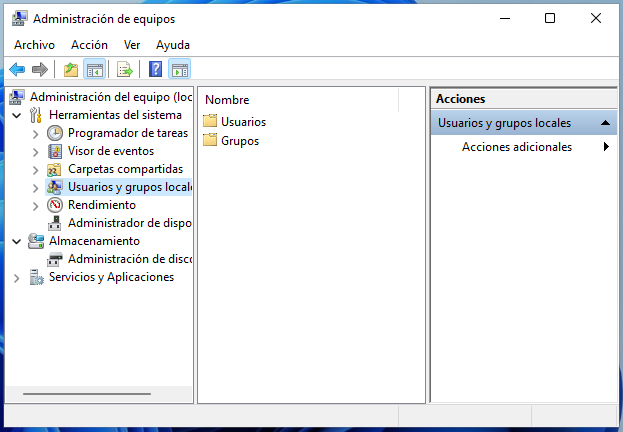 Administración de equipos
Archivo Acción Ver Ayuda
Administración del equipo (loc
Herramientas del sistema
Programador de tareas
Visor de eventos
Carpetas compartidas
Usuarios y grupos locale
Rendimiento
Administrador de dispo
Almacenamiento
Administración de disco
Servicios y Aplicaciones
Nombre
Usuarios
Grupos
Acciones
Usuarios y grupos locales
Acciones adicionales